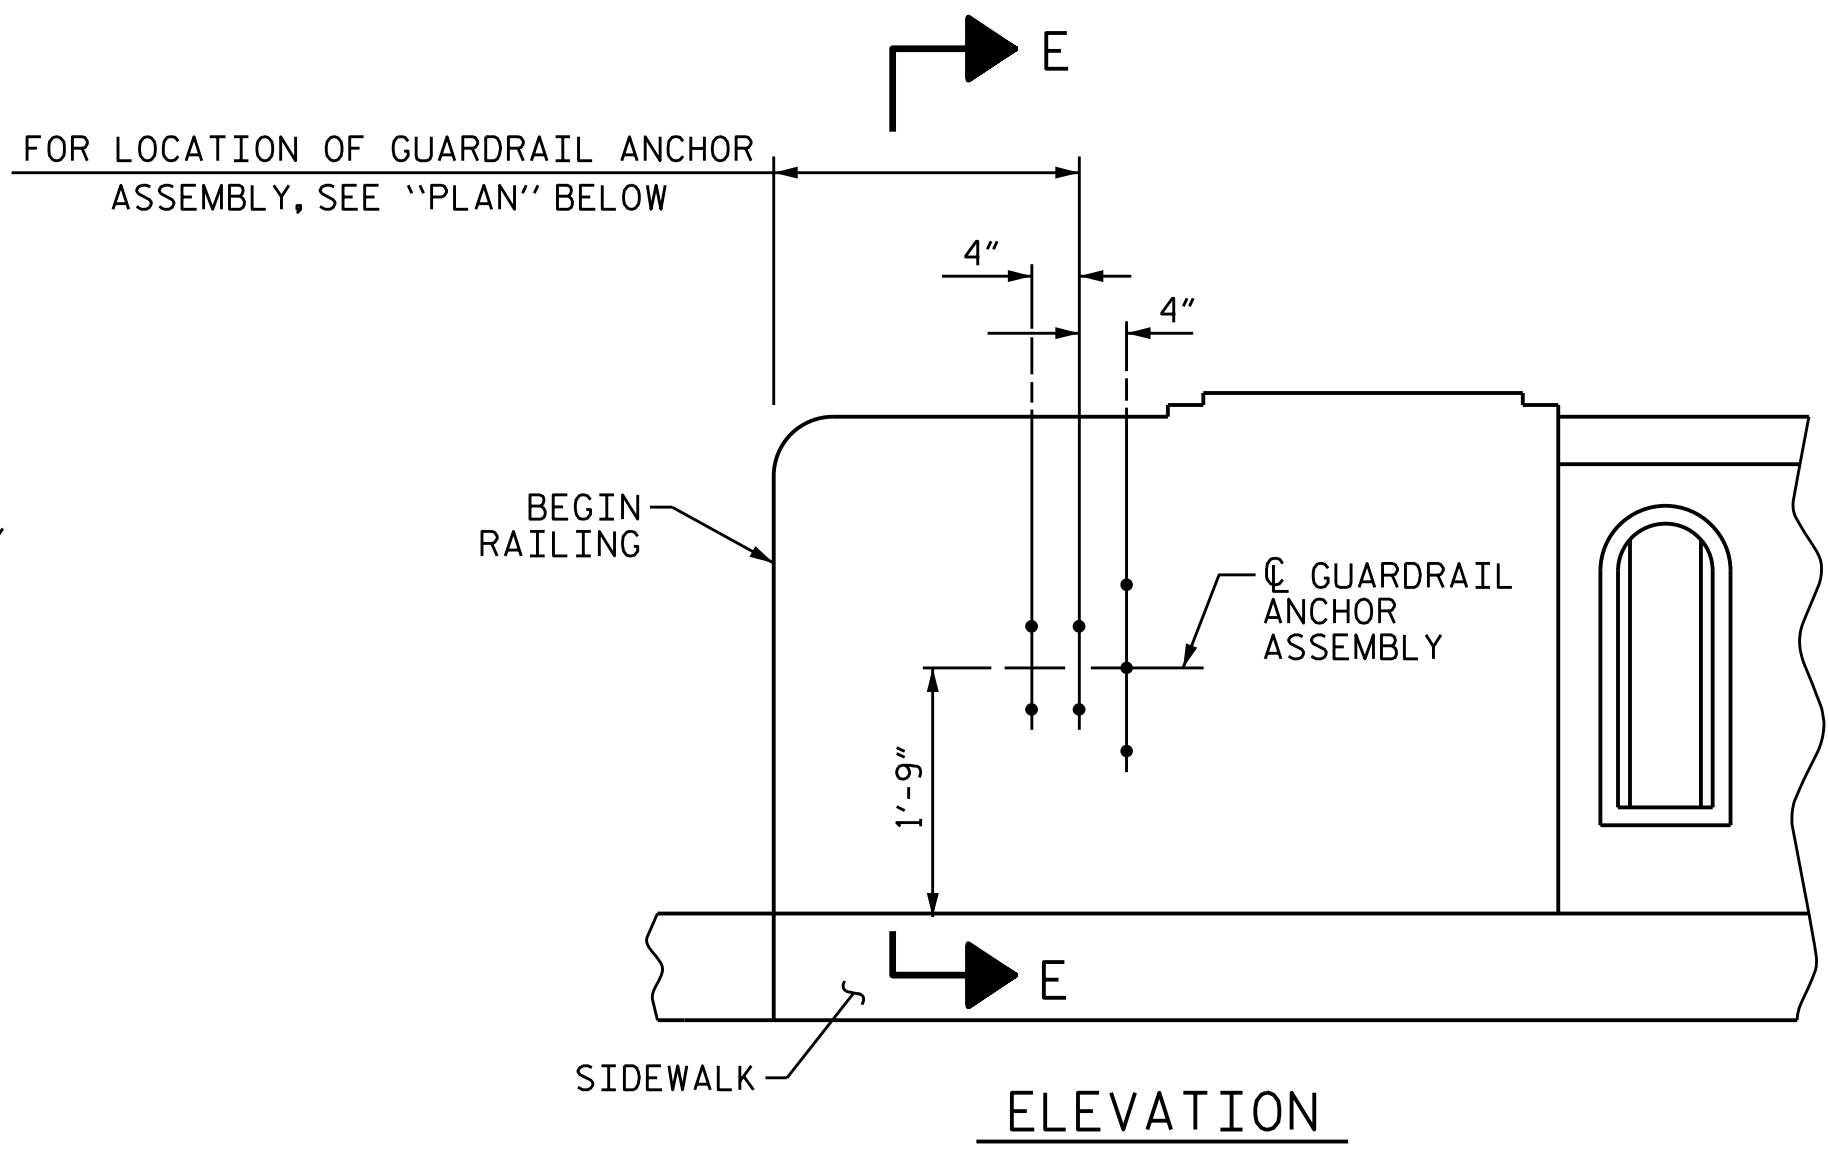 E
FOR LOCATION OF GUARDRAIL ANCHOR
ASSEMBLY, SEE "PLAN" BELOW
4"
4"
BEGIN
RAILING
℄ GUARDRAIL
ANCHOR
ASSEMBLY
1'-9"
E
SIDEWALK
ELEVATION